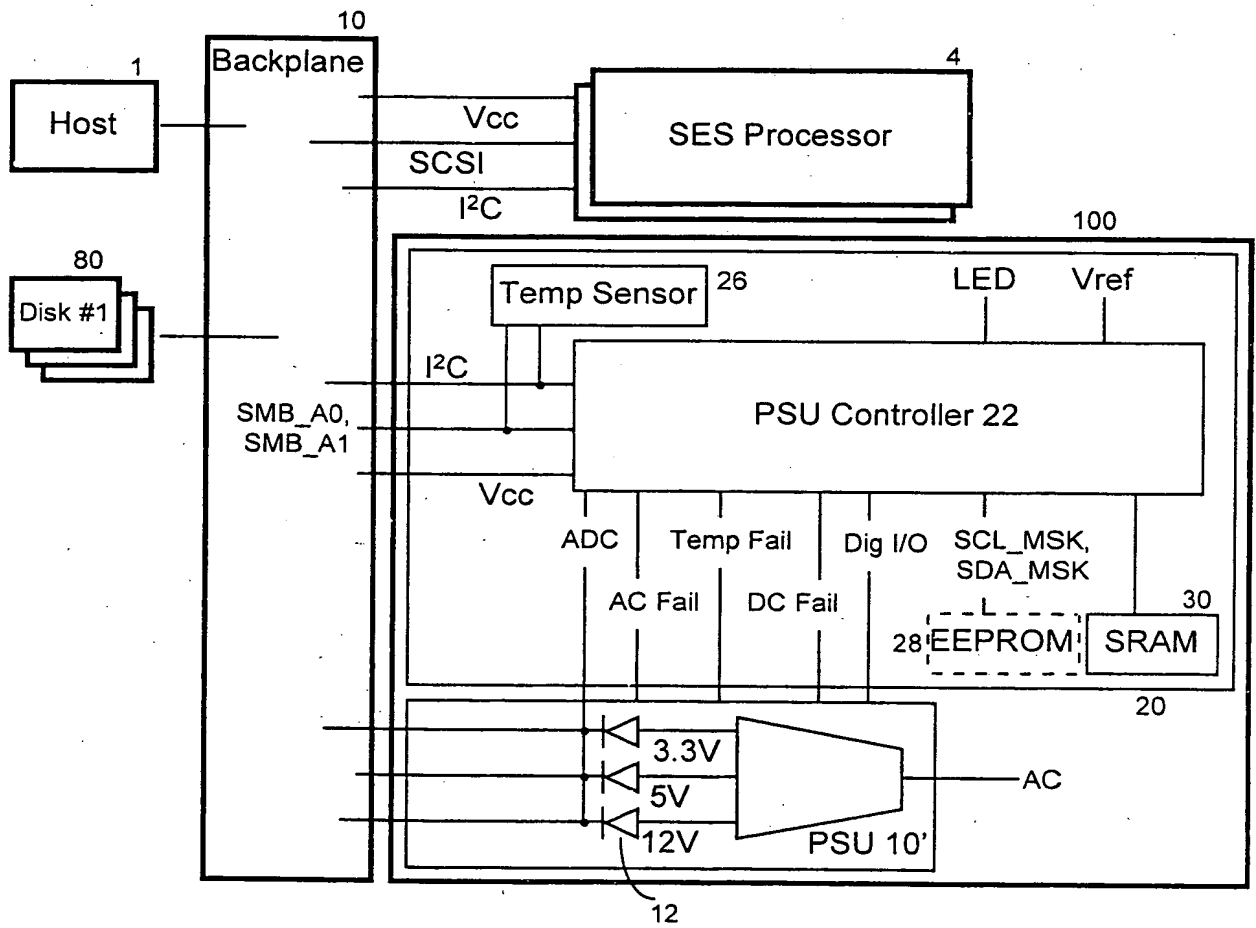 10
Backplane
1
Host
4
SES Processor
Vcc
SCSI
I²C
100
80
Disk #1
Temp Sensor
26
LED
Vref
I²C
SMB_A0,
SMB_A1
PSU Controller 22
Vcc
ADC
Temp Fail
Dig I/O
SCL_MSK,
SDA_MSK
AC Fail
DC Fail
30
28
EEPROM
SRAM
20
3.3V
5V
12V
AC
PSU 10'
12